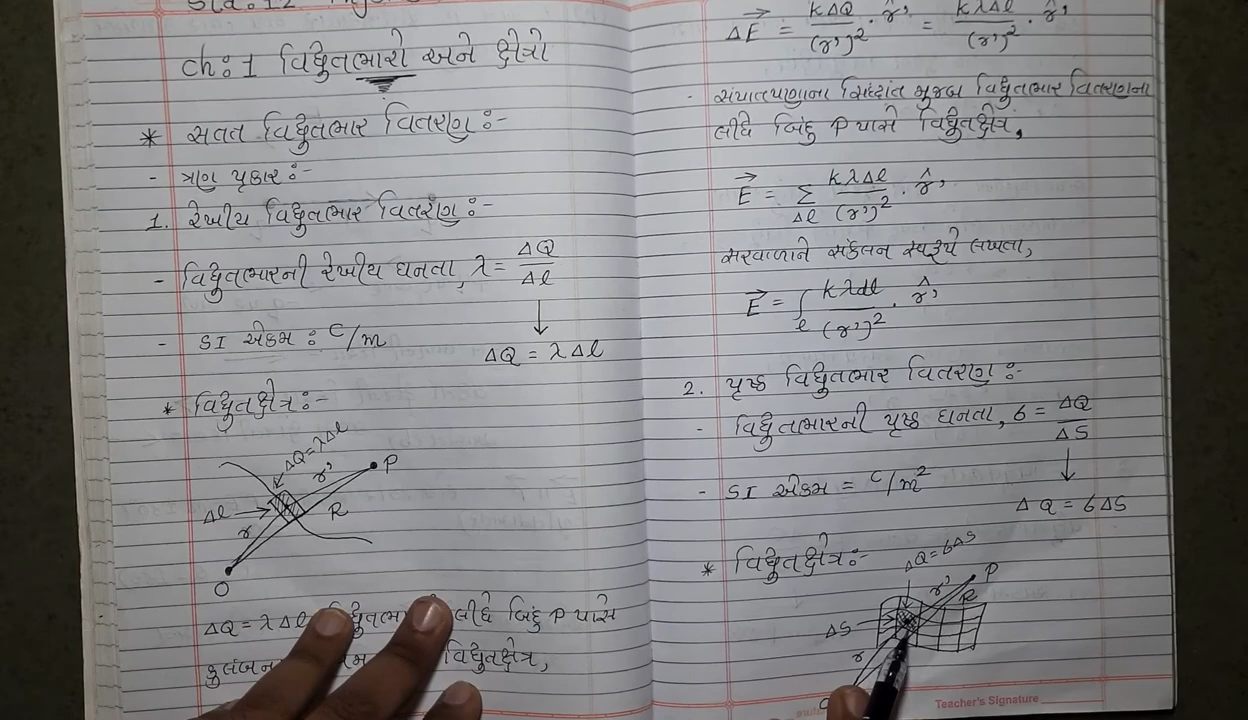 ch:1 વિદ્યુતભારો અને ક્ષેત્રો
* સતત વિદ્યુતભાર વિતરણ :-
- ત્રણ પ્રકાર :-
1. રેખીય વિદ્યુતભાર વિતરણ :-
- વિદ્યુતભારની રેખીય ઘનતા, λ = ΔQ / Δl
↓
- SI એકમ : C/m
ΔQ = λΔl
* વિદ્યુતક્ષેત્ર :-
ΔQ=λΔl
r'
P
Δl
R
r
O
ΔQ = λΔl લીધે બિંદુ P પાસે
વિદ્યુતક્ષેત્ર,
ΔE⃗ = KΔQ / (r')² · r̂' = KλΔl / (r')² · r̂'
- સંપાતપણાના સિદ્ધાંત મુજબ વિદ્યુતભાર વિતરણના
લીધે બિંદુ P પાસે વિદ્યુતક્ષેત્ર,
E⃗ = Σ_Δl KλΔl / (r')² · r̂'
સરવાળાને સંકલન સ્વરૂપે લખતા,
E⃗ = ∫_l Kλdl / (r')² · r̂'
2. પૃષ્ઠ વિદ્યુતભાર વિતરણ :-
- વિદ્યુતભારની પૃષ્ઠ ઘનતા, σ = ΔQ / ΔS
↓
- SI એકમ = C/m²
ΔQ = σΔS
* વિદ્યુતક્ષેત્ર :-
ΔQ=σΔS
P
r'
R
ΔS
r
Teacher's Signature